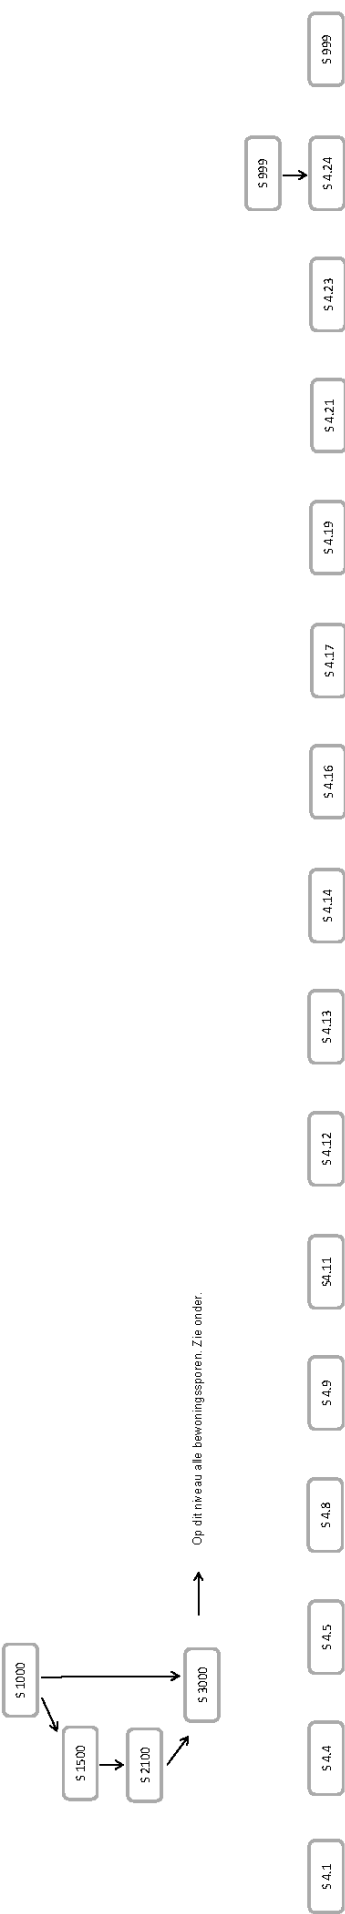 S 1000
S 1500
S 2100
S 3000
Op dit niveau alle bewoningssporen. Zie onder.
S 999
S 4.1
S 4.4
S 4.5
S 4.8
S 4.9
S4.11
S 4.12
S 4.13
S 4.14
S 4.16
S 4.17
S 4.19
S 4.21
S 4.23
S 4.24
S 999